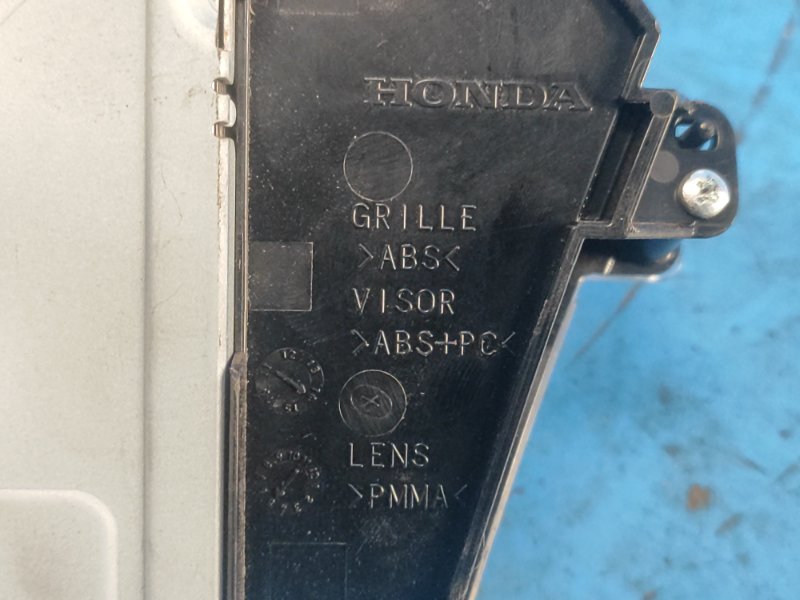 HONDA
GRILLE
>ABS<
VISOR
>ABS+PC<
LENS
>PMMA<